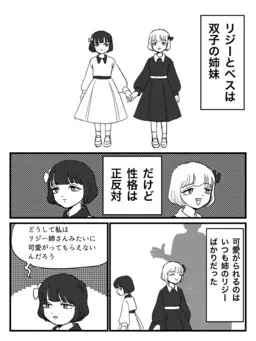 リジーとベスは
双子の姉妹
だけど
性格は
正反対
可愛がられるのは
いつも姉のリジー
ばかりだった
どうして私は
リジー姉さんみたいに
可愛がってもらえない
んだろう